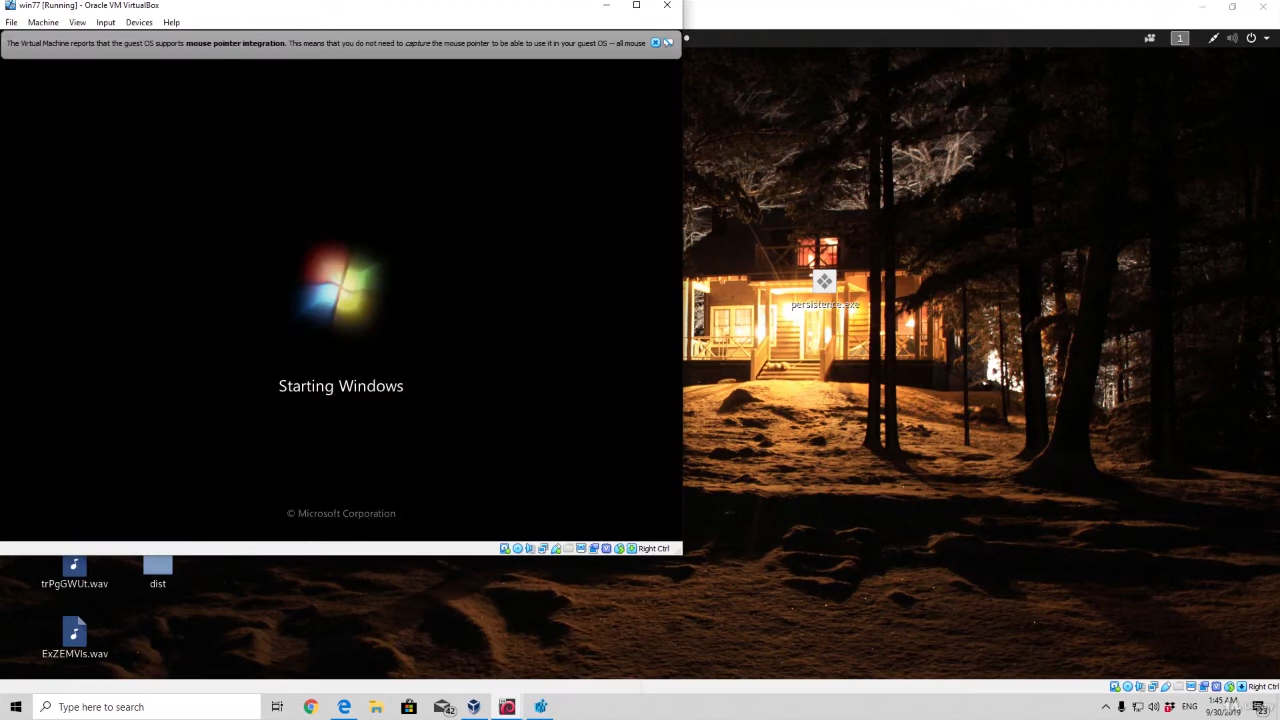 win77 [Running] - Oracle VM VirtualBox
File Machine View Input Devices Help
The Virtual Machine reports that the guest OS supports mouse pointer integration. This means that you do not need to capture the mouse pointer to be able to use it in your guest OS -- all mouse
1
persistence.exe
Starting Windows
© Microsoft Corporation
Right Ctrl
trPgGWUt.wav
dist
ExZEMVIs.wav
Right Ctrl
Type here to search
42
ENG
1:45 AM
9/30/2019
23